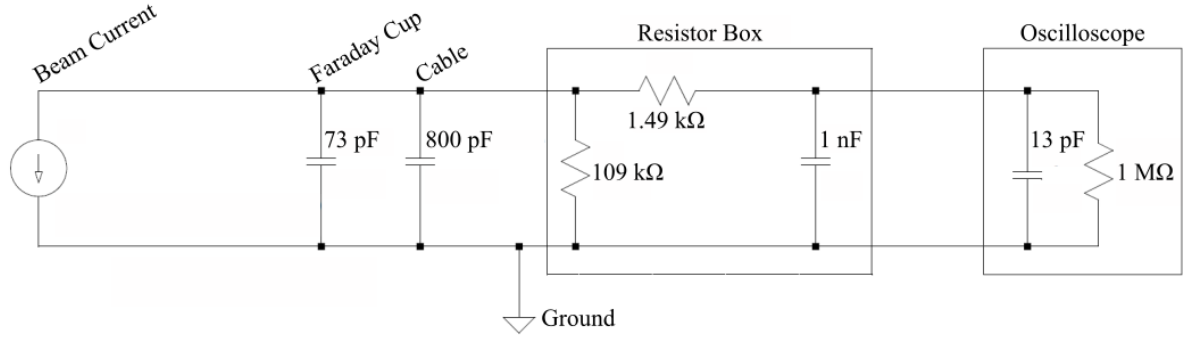 Beam Current
Faraday Cup
Cable
Resistor Box
Oscilloscope
73 pF
800 pF
109 kΩ
1.49 kΩ
1 nF
13 pF
1 MΩ
Ground